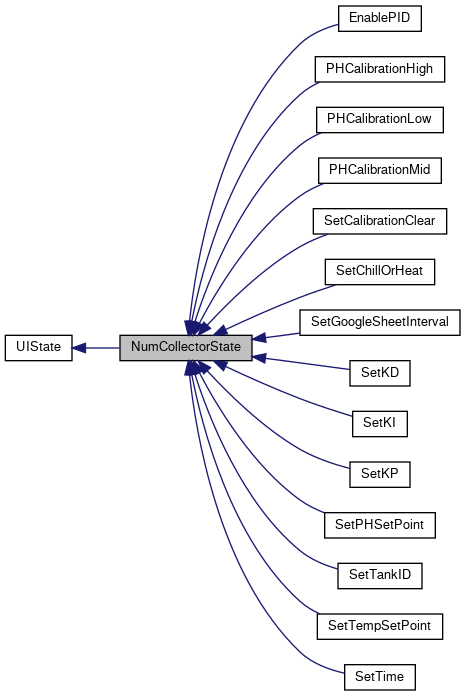 EnablePID
PHCalibrationHigh
PHCalibrationLow
PHCalibrationMid
SetCalibrationClear
SetChillOrHeat
SetGoogleSheetInterval
UIState
NumCollectorState
SetKD
SetKI
SetKP
SetPHSetPoint
SetTankID
SetTempSetPoint
SetTime